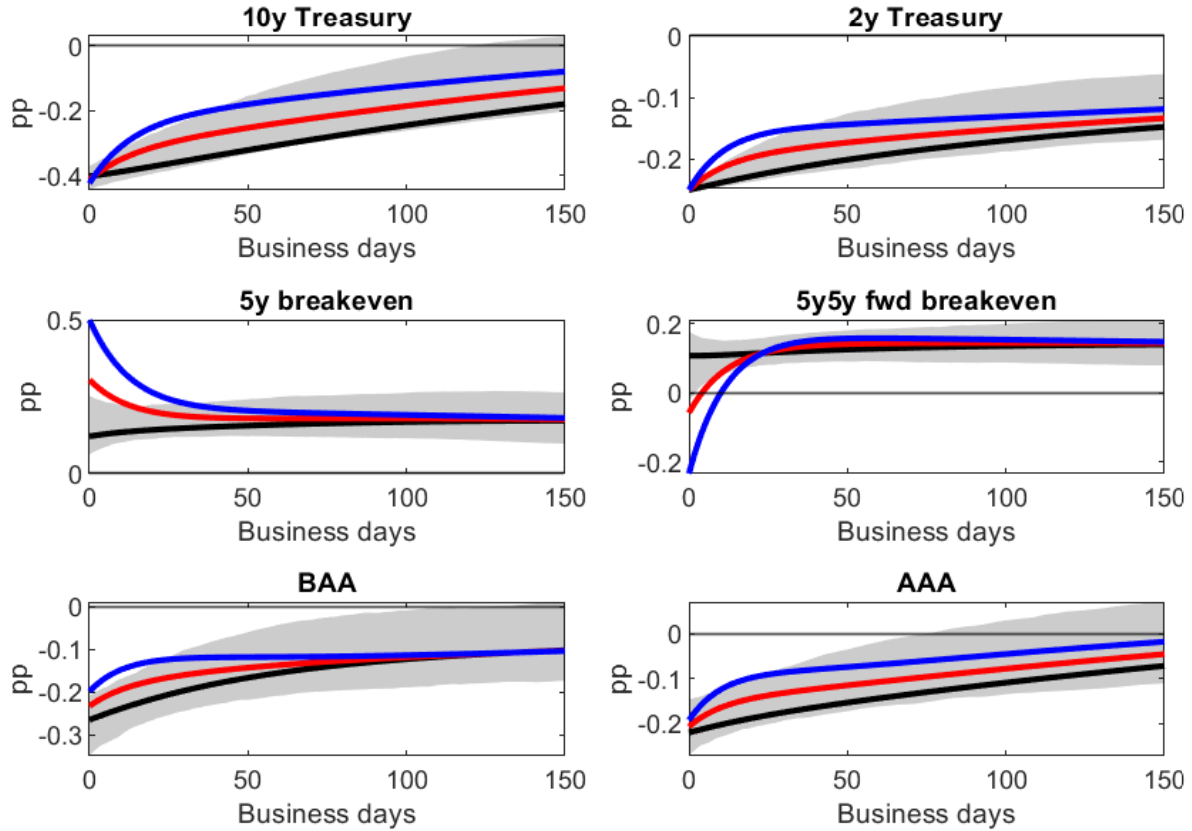 10y Treasury
0
-0.2
-0.4
pp
0 50 100 150
Business days
2y Treasury
0
-0.1
-0.2
pp
0 50 100 150
Business days
5y breakeven
0.5
0
pp
0 50 100 150
Business days
5y5y fwd breakeven
0.2
0
-0.2
pp
0 50 100 150
Business days
BAA
0
-0.1
-0.2
-0.3
pp
0 50 100 150
Business days
AAA
0
-0.1
-0.2
pp
0 50 100 150
Business days